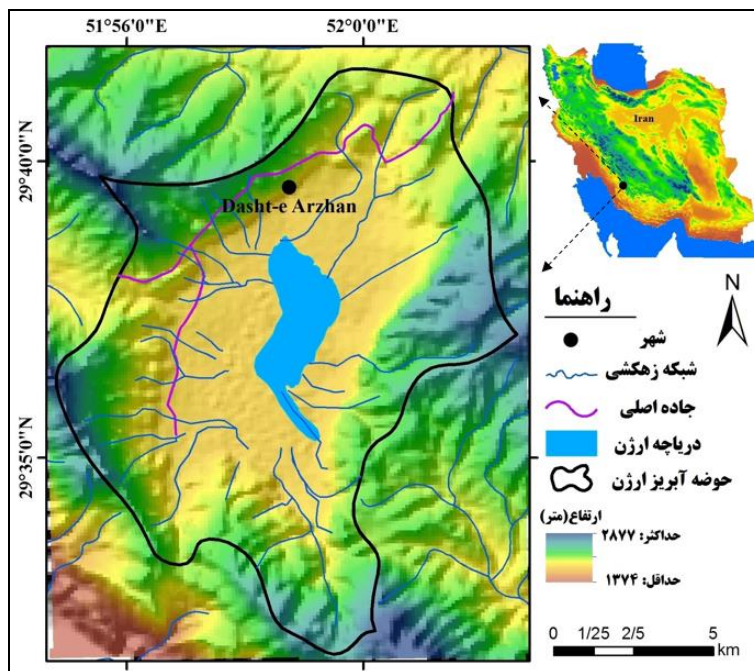 51°56'0"E
52°0'0"E
29°40'0"N
29°35'0"N
Dasht-e Arzhan
Iran
N
راهنما
شهر
شبکه زهکشی
جاده اصلی
دریاچه ارژن
حوضه آبریز ارژن
ارتفاع(متر)
حداکثر: ۲۸۷۷
حداقل: ۱۳۷۴
0 1/25 2/5 5
km